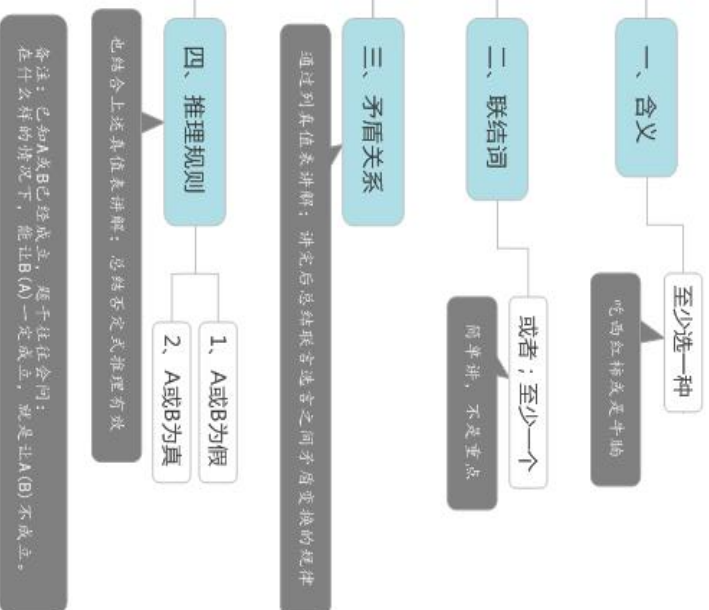 一、含义
至少选一种
吃西红柿或是牛腩
二、联结词
或者；至少一个
简单讲，不是重点
三、矛盾关系
通过列真值表讲解；讲完后总结联言选言之间矛盾变换的规律
四、推理规则
1、A或B为假
2、A或B为真
也结合上述真值表讲解；总结否定式推理有效
备注：已知A或B已经成立，题干往往会问：
在什么样的情况下，能让B(A)一定成立，就是让A(B)不成立。